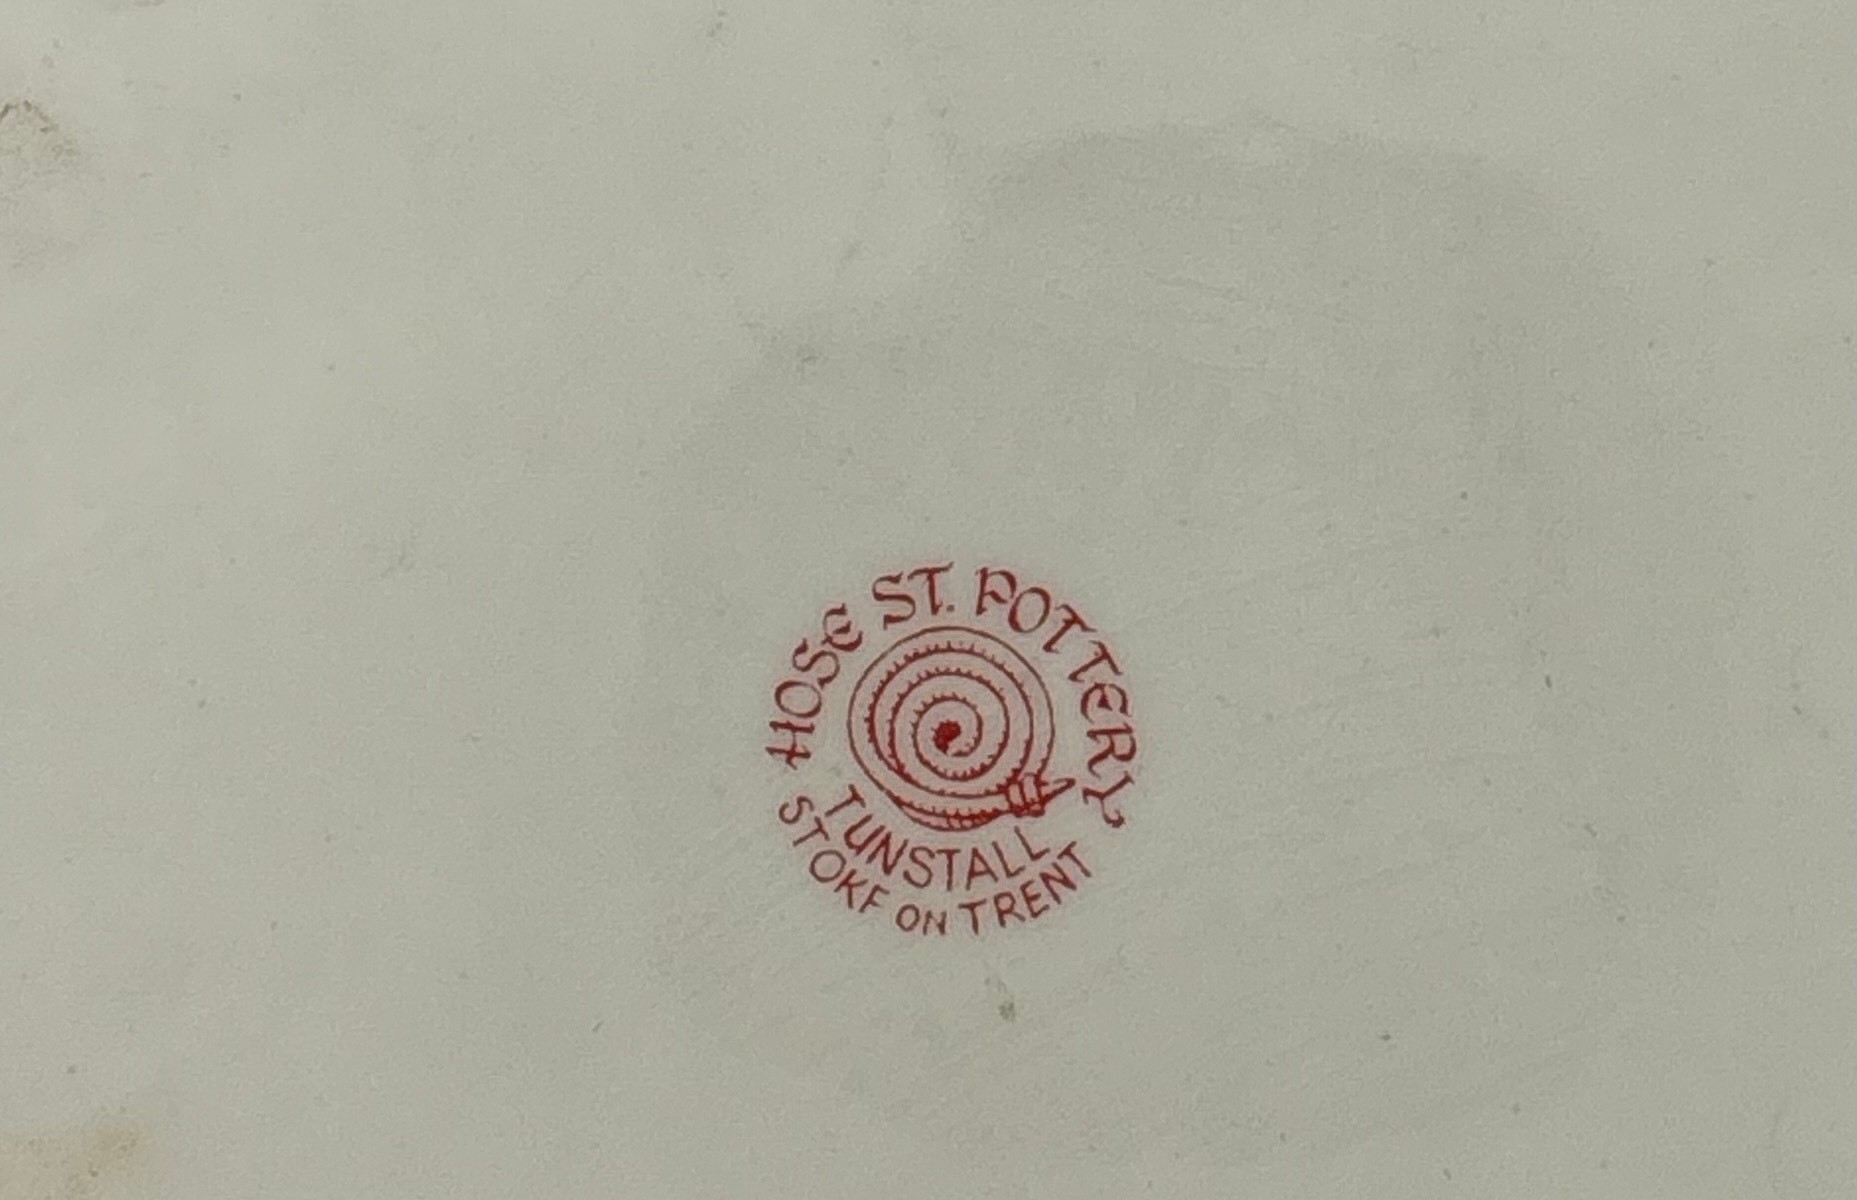 HOSE ST. POTTERY
TUNSTALL
STOKE ON TRENT